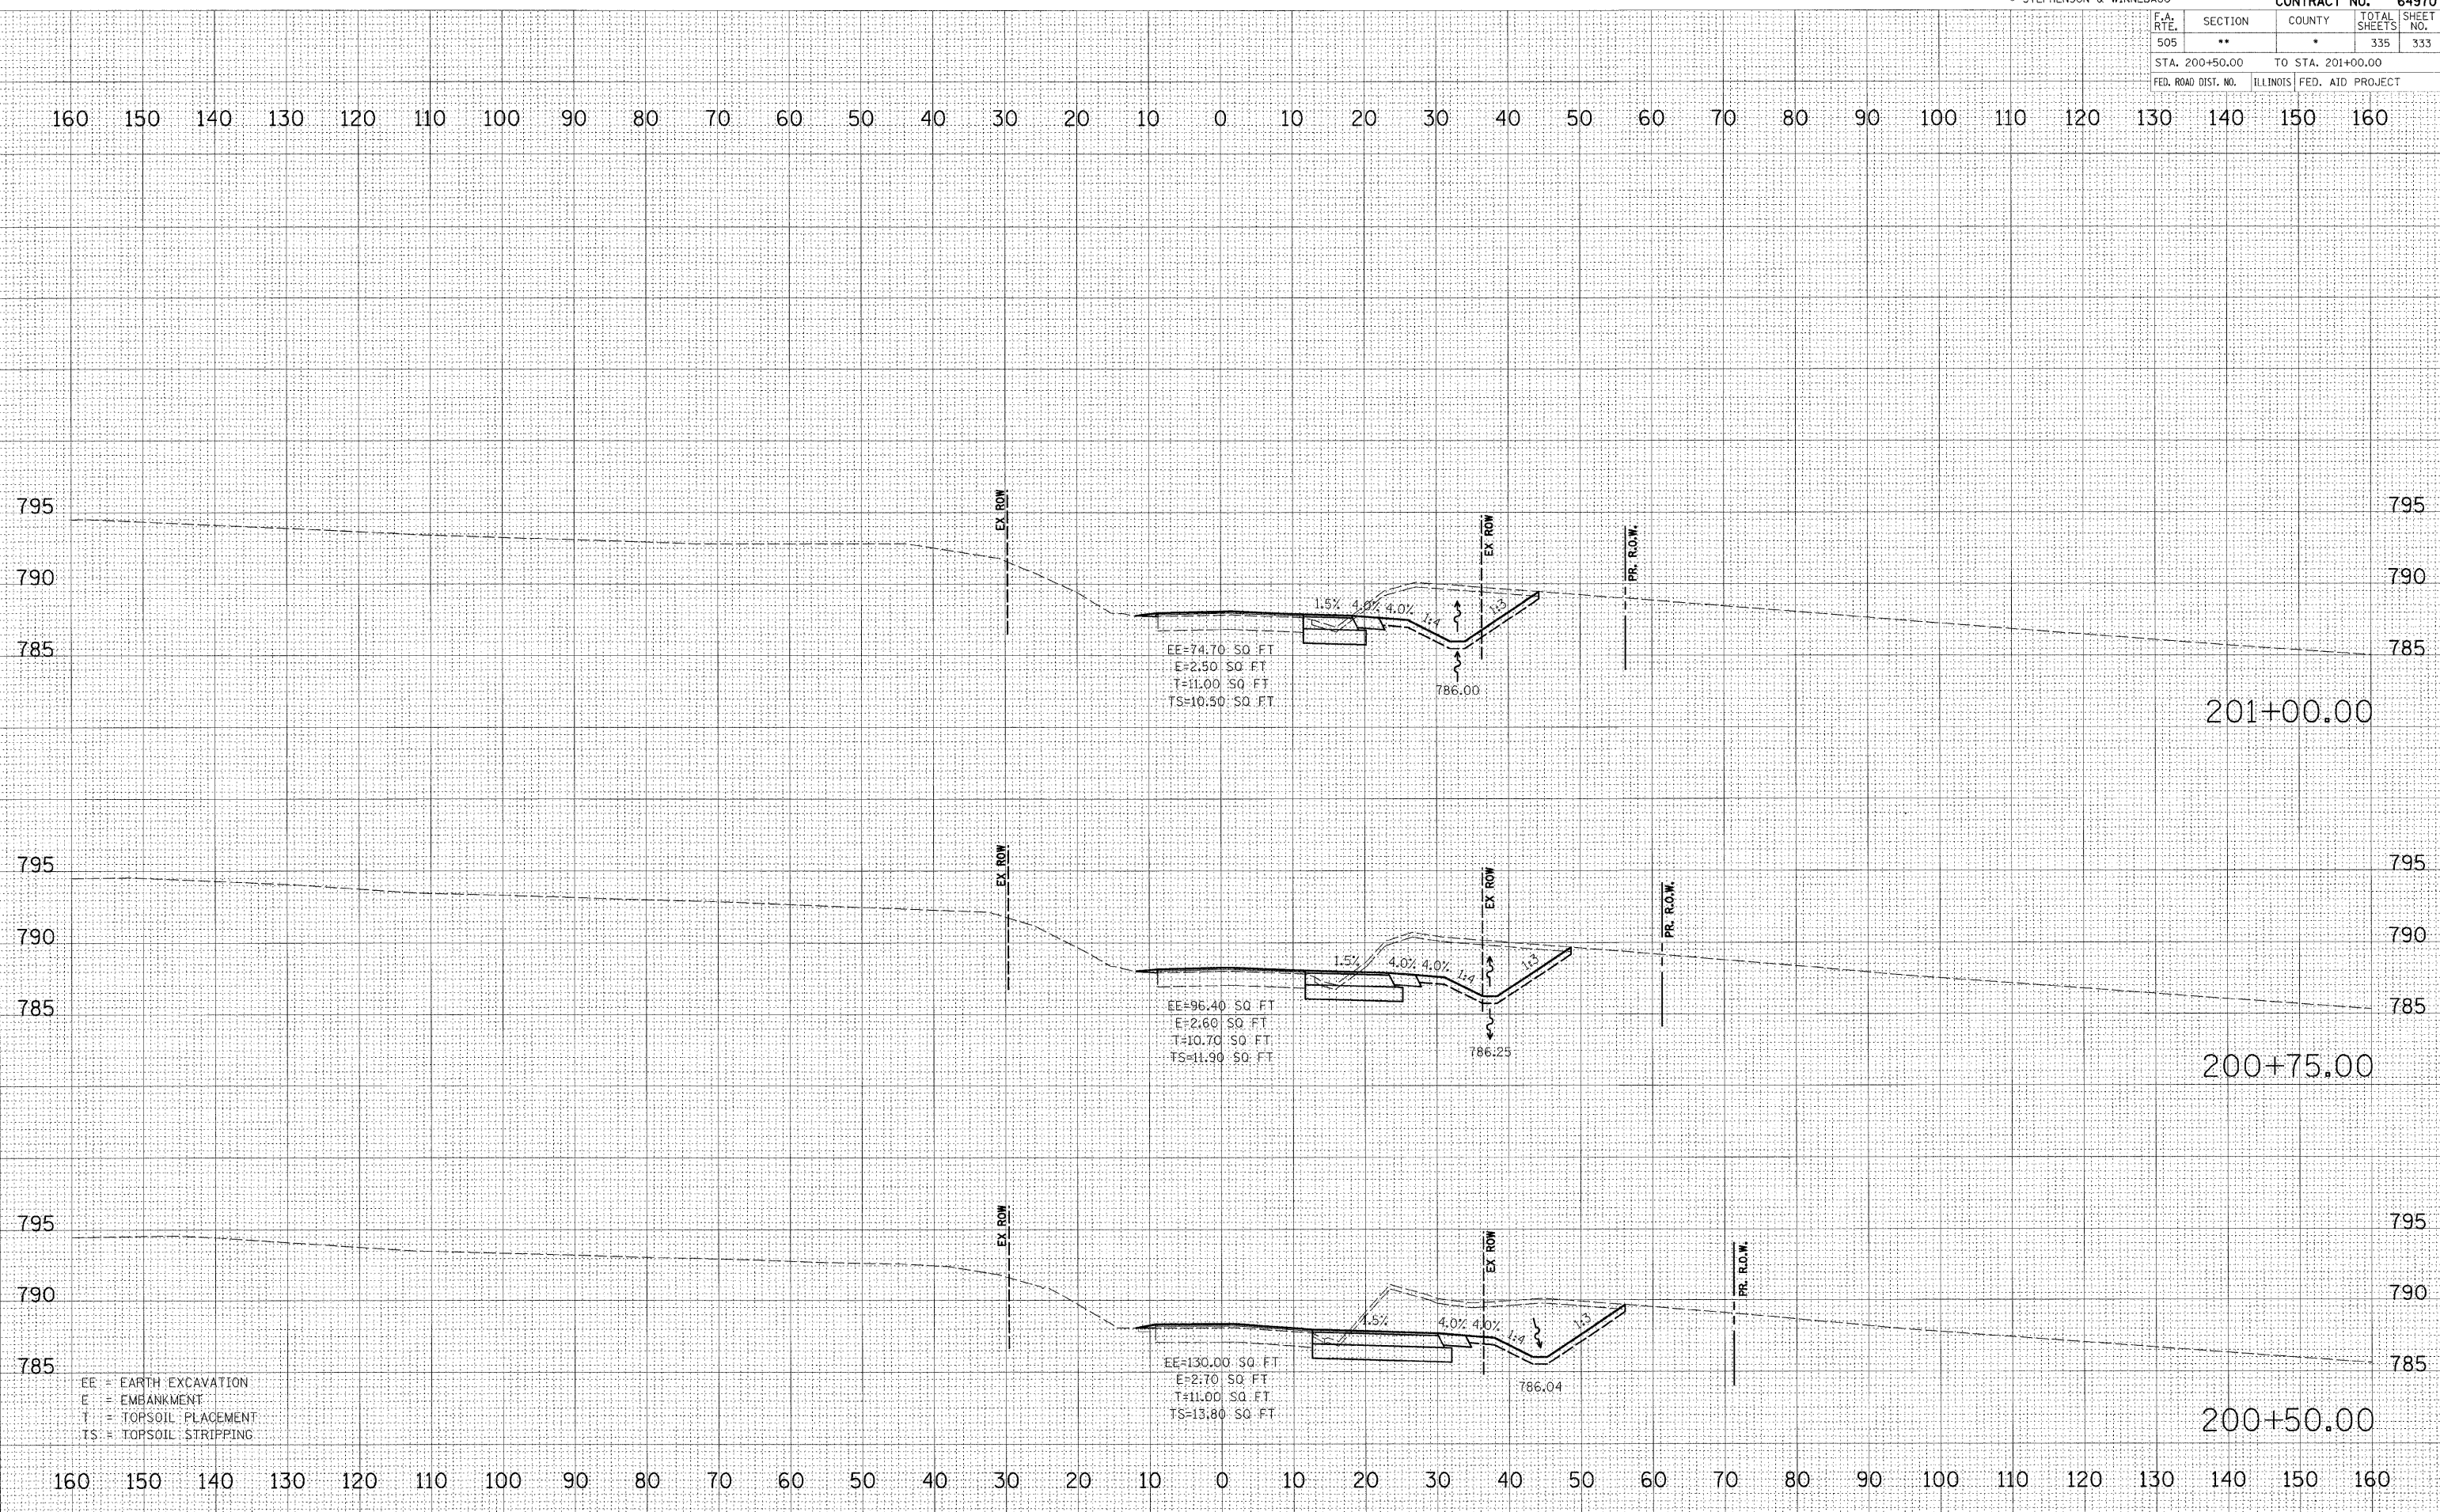 CONTRACT NO. 64970
F.A. RTE. SECTION COUNTY TOTAL SHEETS SHEET NO.
505 ** * 335 333
STA. 200+50.00 TO STA. 201+00.00
FED. ROAD DIST. NO. ILLINOIS FED. AID PROJECT
160 150 140 130 120 110 100 90 80 70 60 50 40 30 20 10 0 10 20 30 40 50 60 70 80 90 100 110 120 130 140 150 160
795 EX ROW EX ROW PR. R.O.W. 795
790 790
1.5% 4.0% 4.0% 1:4 1:3
785 785
EE=74.70 SQ FT
E=2.50 SQ FT
T=11.00 SQ FT
TS=10.50 SQ FT
786.00
201+00.00
795 EX ROW EX ROW PR. R.O.W. 795
790 790
1.5% 4.0% 4.0% 1:4 1:3
785 785
EE=96.40 SQ FT
E=2.60 SQ FT
T=10.70 SQ FT
TS=11.90 SQ FT
786.25
200+75.00
795 EX ROW EX ROW PR. R.O.W. 795
790 790
1.5% 4.0% 4.0% 1:4 1:3
785 785
EE=130.00 SQ FT
E=2.70 SQ FT
T=11.00 SQ FT
TS=13.80 SQ FT
786.04
200+50.00
EE = EARTH EXCAVATION
E = EMBANKMENT
T = TOPSOIL PLACEMENT
TS = TOPSOIL STRIPPING
160 150 140 130 120 110 100 90 80 70 60 50 40 30 20 10 0 10 20 30 40 50 60 70 80 90 100 110 120 130 140 150 160